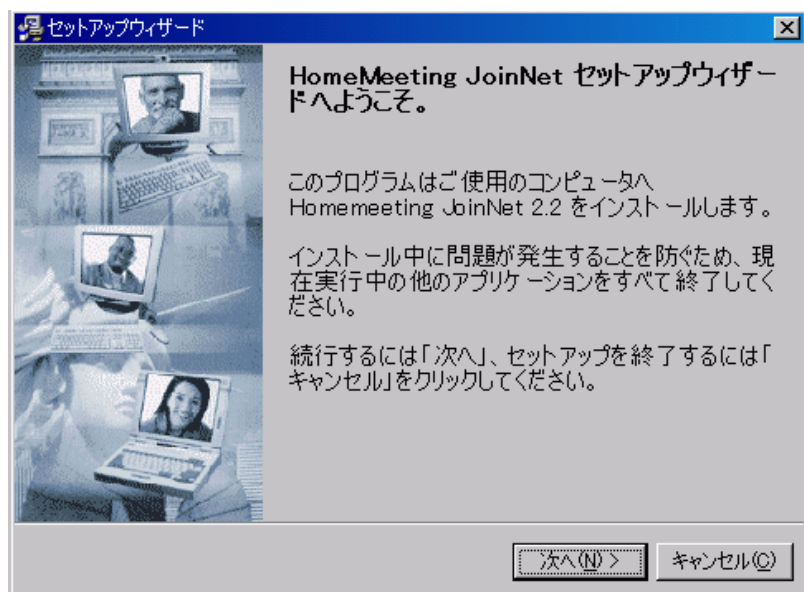 セットアップウィザード
HomeMeeting JoinNet セットアップウィザー
ドへようこそ。
このプログラムはご使用のコンピュータへ
Homemeeting JoinNet 2.2 をインストールします。
インストール中に問題が発生することを防ぐため、現
在実行中の他のアプリケーションをすべて終了してく
ださい。
続行するには「次へ」、セットアップを終了するには「
キャンセル」をクリックしてください。
次へ(N) >
キャンセル(C)